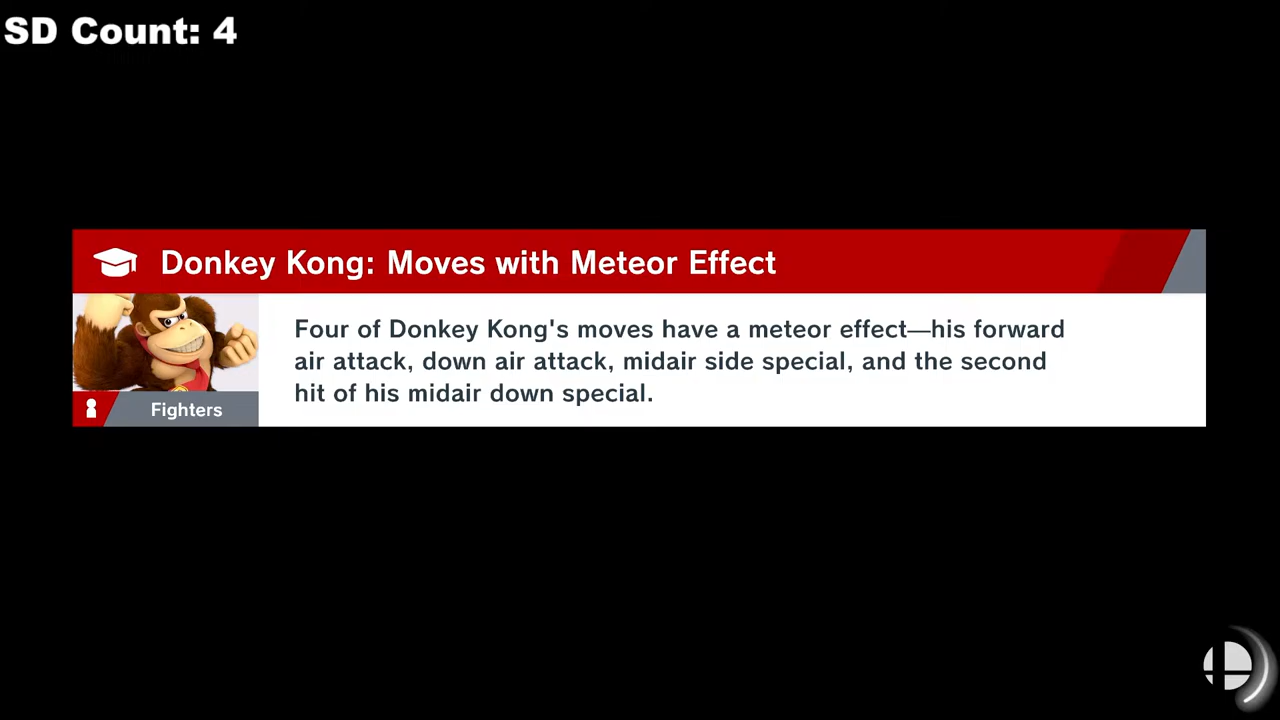 SD Count: 4
Donkey Kong: Moves with Meteor Effect
Four of Donkey Kong's moves have a meteor effect—his forward
air attack, down air attack, midair side special, and the second
hit of his midair down special.
Fighters